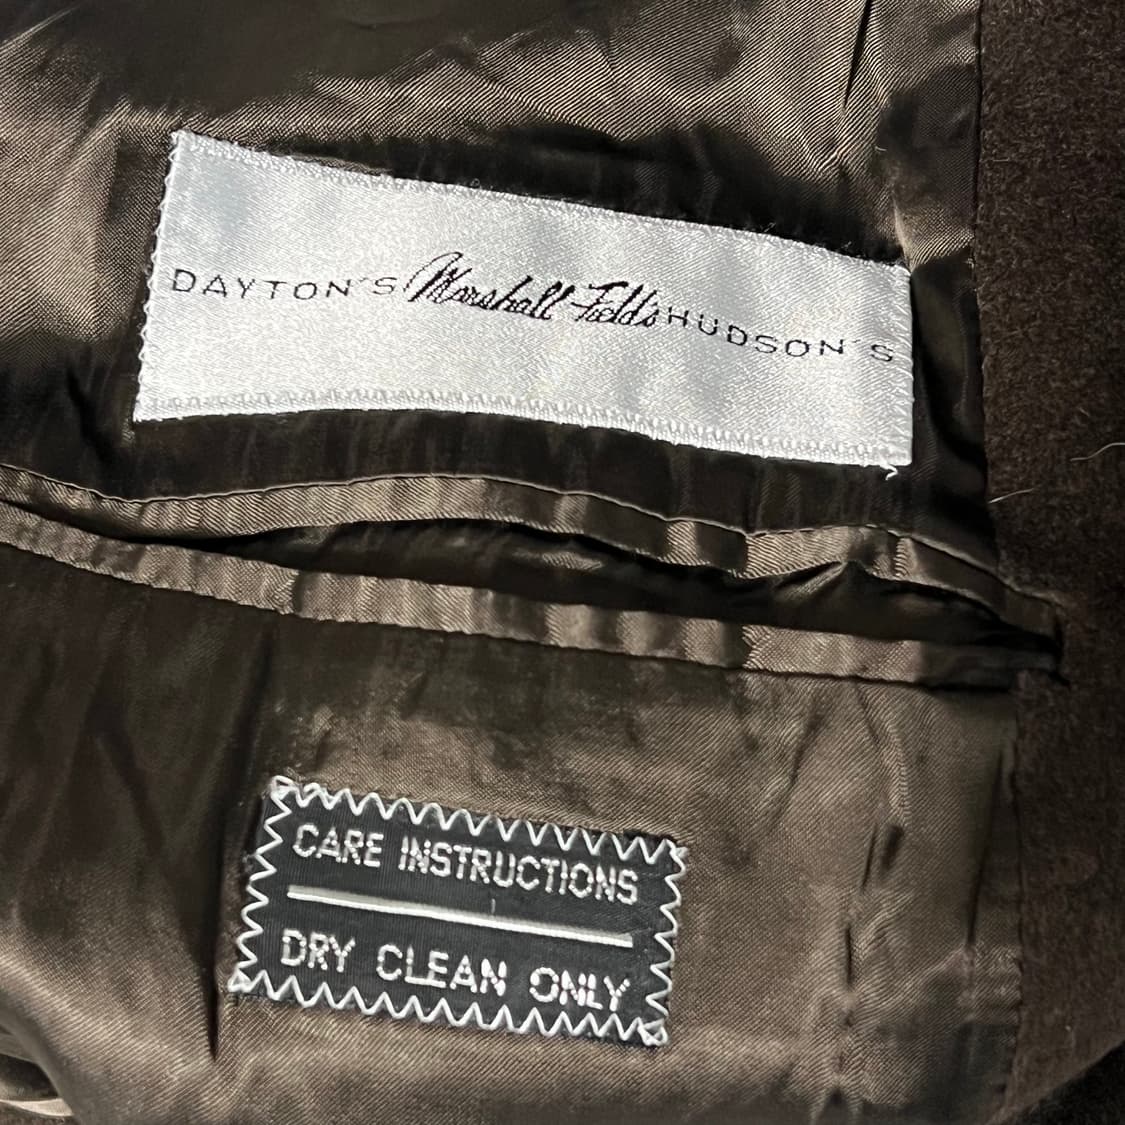 DAYTON'S Marshall Field's HUDSON'S
CARE INSTRUCTIONS
DRY CLEAN ONLY